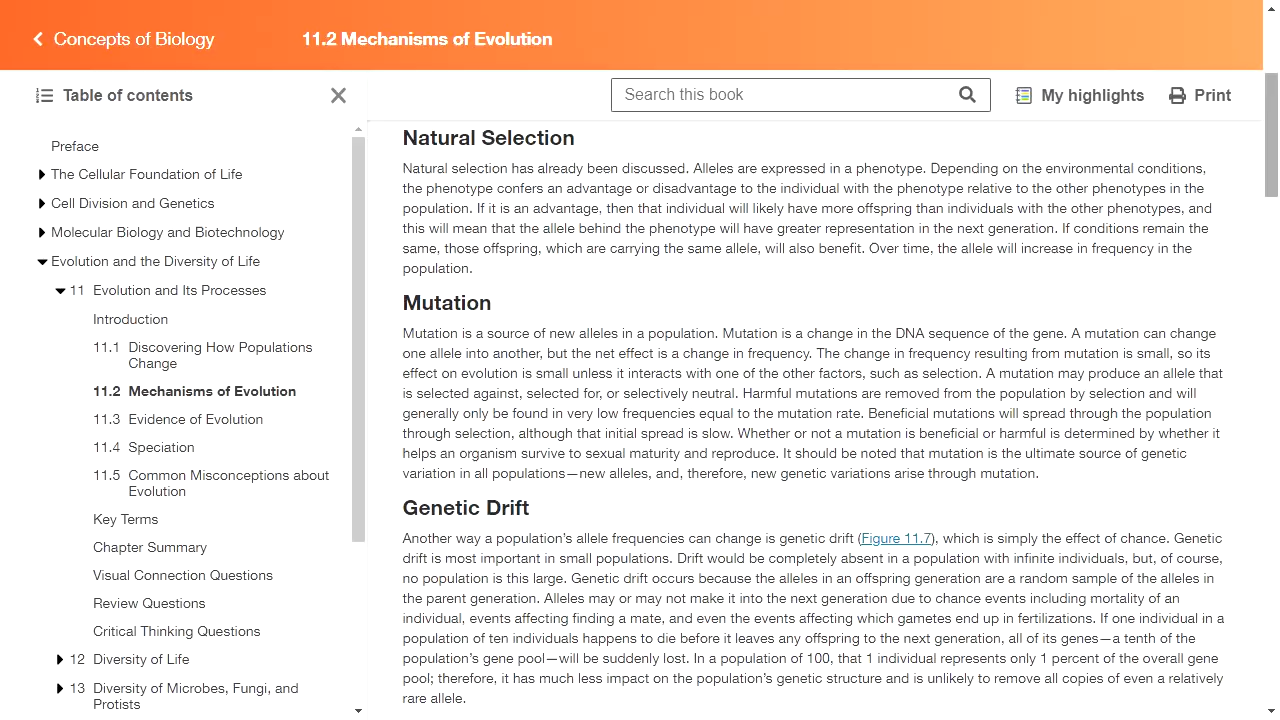 Concepts of Biology
11.2 Mechanisms of Evolution
Table of contents
Search this book
My highlights
Print
Preface
The Cellular Foundation of Life
Cell Division and Genetics
Molecular Biology and Biotechnology
Evolution and the Diversity of Life
11 Evolution and Its Processes
Introduction
11.1 Discovering How Populations
Change
11.2 Mechanisms of Evolution
11.3 Evidence of Evolution
11.4 Speciation
11.5 Common Misconceptions about
Evolution
Key Terms
Chapter Summary
Visual Connection Questions
Review Questions
Critical Thinking Questions
12 Diversity of Life
13 Diversity of Microbes, Fungi, and
Protists
Natural Selection
Natural selection has already been discussed. Alleles are expressed in a phenotype. Depending on the environmental conditions,
the phenotype confers an advantage or disadvantage to the individual with the phenotype relative to the other phenotypes in the
population. If it is an advantage, then that individual will likely have more offspring than individuals with the other phenotypes, and
this will mean that the allele behind the phenotype will have greater representation in the next generation. If conditions remain the
same, those offspring, which are carrying the same allele, will also benefit. Over time, the allele will increase in frequency in the
population.
Mutation
Mutation is a source of new alleles in a population. Mutation is a change in the DNA sequence of the gene. A mutation can change
one allele into another, but the net effect is a change in frequency. The change in frequency resulting from mutation is small, so its
effect on evolution is small unless it interacts with one of the other factors, such as selection. A mutation may produce an allele that
is selected against, selected for, or selectively neutral. Harmful mutations are removed from the population by selection and will
generally only be found in very low frequencies equal to the mutation rate. Beneficial mutations will spread through the population
through selection, although that initial spread is slow. Whether or not a mutation is beneficial or harmful is determined by whether it
helps an organism survive to sexual maturity and reproduce. It should be noted that mutation is the ultimate source of genetic
variation in all populations—new alleles, and, therefore, new genetic variations arise through mutation.
Genetic Drift
Another way a population's allele frequencies can change is genetic drift (Figure 11.7), which is simply the effect of chance. Genetic
drift is most important in small populations. Drift would be completely absent in a population with infinite individuals, but, of course,
no population is this large. Genetic drift occurs because the alleles in an offspring generation are a random sample of the alleles in
the parent generation. Alleles may or may not make it into the next generation due to chance events including mortality of an
individual, events affecting finding a mate, and even the events affecting which gametes end up in fertilizations. If one individual in a
population of ten individuals happens to die before it leaves any offspring to the next generation, all of its genes—a tenth of the
population's gene pool—will be suddenly lost. In a population of 100, that 1 individual represents only 1 percent of the overall gene
pool; therefore, it has much less impact on the population's genetic structure and is unlikely to remove all copies of even a relatively
rare allele.